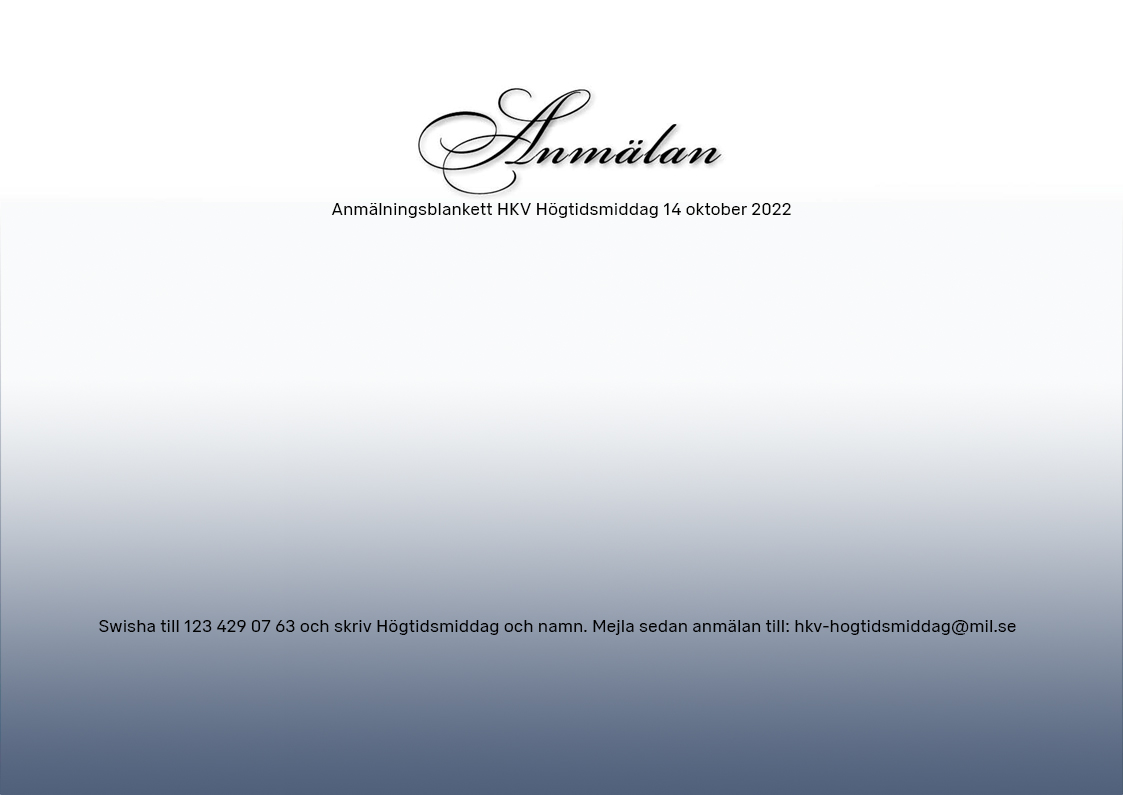 Anmälan
Anmälningsblankett HKV Högtidsmiddag 14 oktober 2022
Swisha till 123 429 07 63 och skriv Högtidsmiddag och namn. Mejla sedan anmälan till: hkv-hogtidsmiddag@mil.se